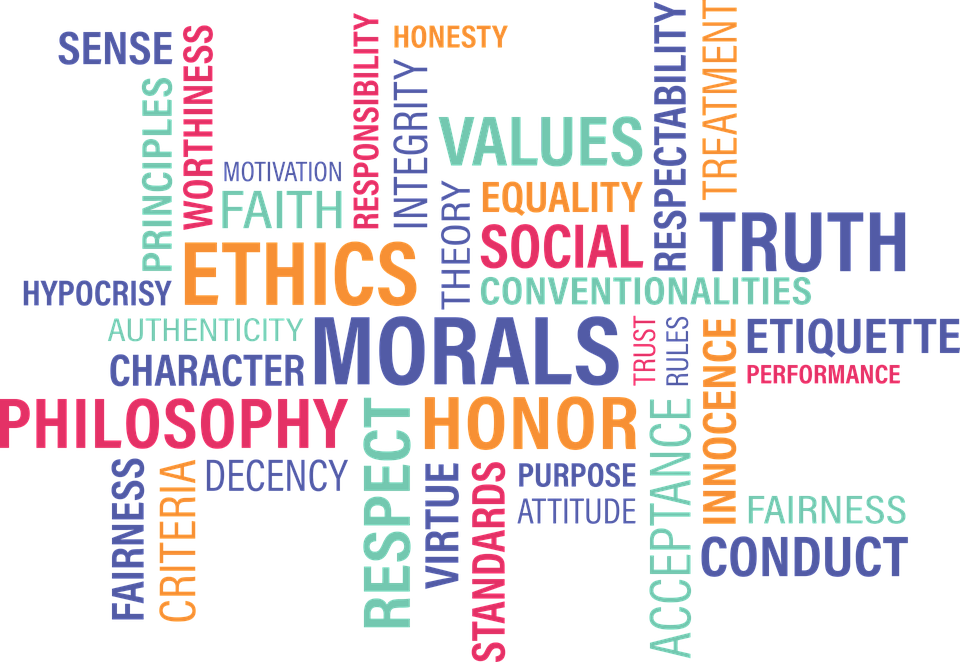 SENSE
PRINCIPLES
WORTHINESS
RESPONSIBILITY
HONESTY
INTEGRITY
MOTIVATION
FAITH
VALUES
THEORY
EQUALITY
SOCIAL
RESPECTABILITY
TREATMENT
TRUTH
HYPOCRISY
ETHICS
CONVENTIONALITIES
AUTHENTICITY
CHARACTER
MORALS
TRUST
RULES
INNOCENCE
ETIQUETTE
PERFORMANCE
PHILOSOPHY
RESPECT
HONOR
ACCEPTANCE
FAIRNESS
CRITERIA
DECENCY
VIRTUE
STANDARDS
PURPOSE
ATTITUDE
FAIRNESS
CONDUCT